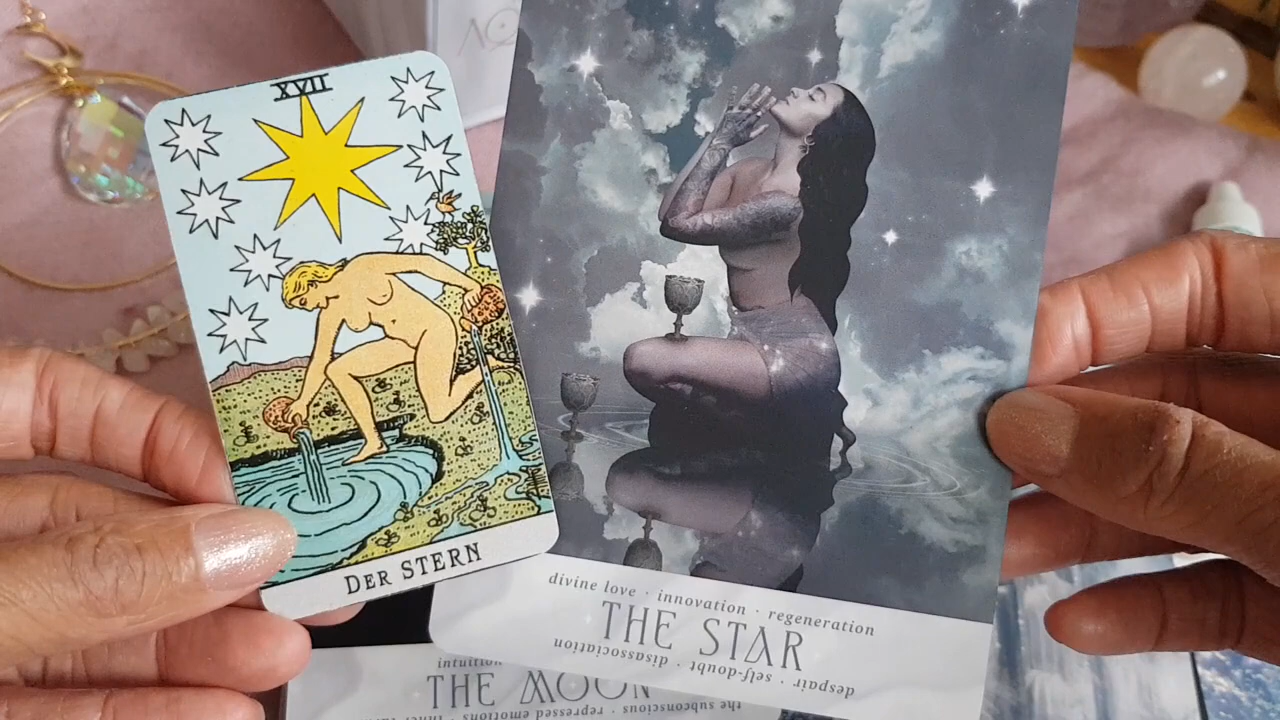 XVII
DER STERN
divine love · innovation · regeneration
THE STAR
despair · self-doubt · disassociation
intuition
THE MOON
the subconscious · repressed emotions · inner